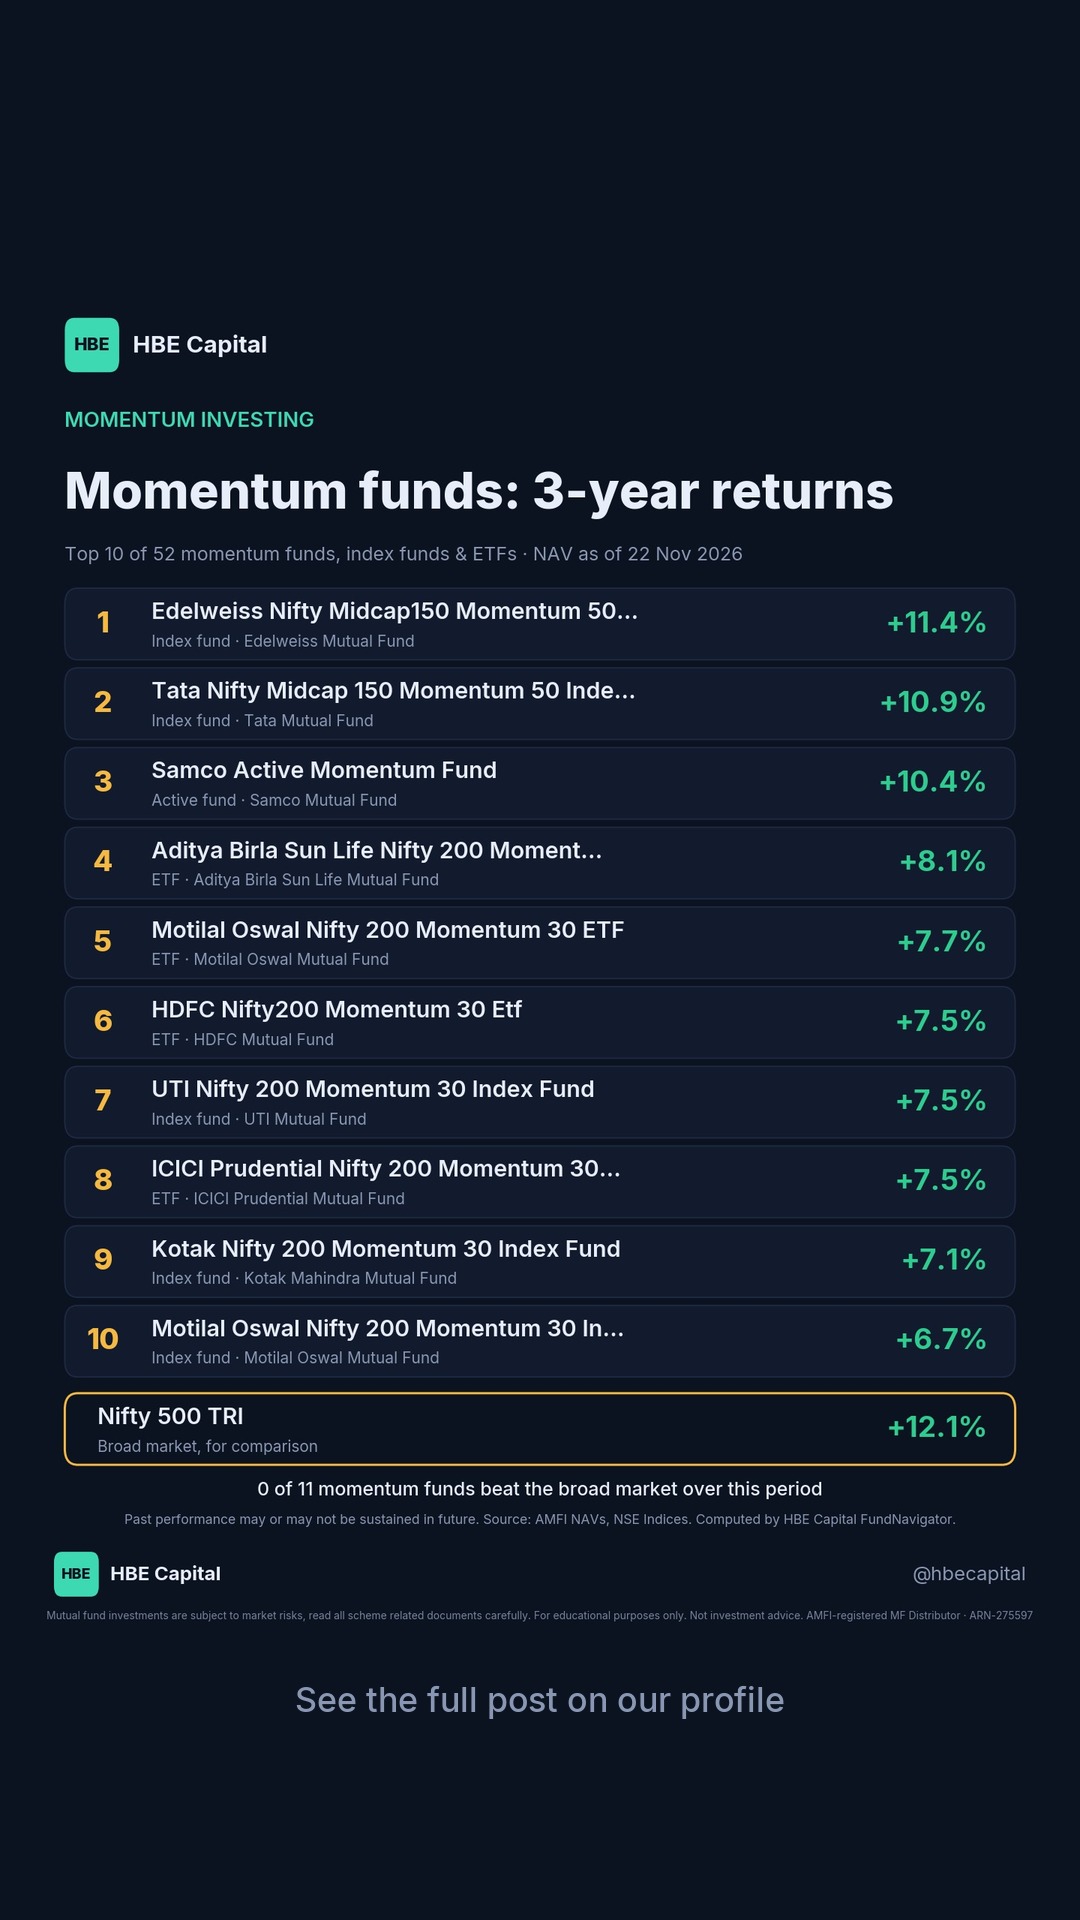 HBE HBE Capital
MOMENTUM INVESTING
Momentum funds: 3-year returns
Top 10 of 52 momentum funds, index funds & ETFs · NAV as of 22 Nov 2026
1 Edelweiss Nifty Midcap150 Momentum 50... +11.4%
Index fund · Edelweiss Mutual Fund
2 Tata Nifty Midcap 150 Momentum 50 Inde... +10.9%
Index fund · Tata Mutual Fund
3 Samco Active Momentum Fund +10.4%
Active fund · Samco Mutual Fund
4 Aditya Birla Sun Life Nifty 200 Moment... +8.1%
ETF · Aditya Birla Sun Life Mutual Fund
5 Motilal Oswal Nifty 200 Momentum 30 ETF +7.7%
ETF · Motilal Oswal Mutual Fund
6 HDFC Nifty200 Momentum 30 Etf +7.5%
ETF · HDFC Mutual Fund
7 UTI Nifty 200 Momentum 30 Index Fund +7.5%
Index fund · UTI Mutual Fund
8 ICICI Prudential Nifty 200 Momentum 30... +7.5%
ETF · ICICI Prudential Mutual Fund
9 Kotak Nifty 200 Momentum 30 Index Fund +7.1%
Index fund · Kotak Mahindra Mutual Fund
10 Motilal Oswal Nifty 200 Momentum 30 In... +6.7%
Index fund · Motilal Oswal Mutual Fund
Nifty 500 TRI +12.1%
Broad market, for comparison
0 of 11 momentum funds beat the broad market over this period
Past performance may or may not be sustained in future. Source: AMFI NAVs, NSE Indices. Computed by HBE Capital FundNavigator.
HBE HBE Capital @hbecapital
Mutual fund investments are subject to market risks, read all scheme related documents carefully. For educational purposes only. Not investment advice. AMFI-registered MF Distributor · ARN-275597
See the full post on our profile